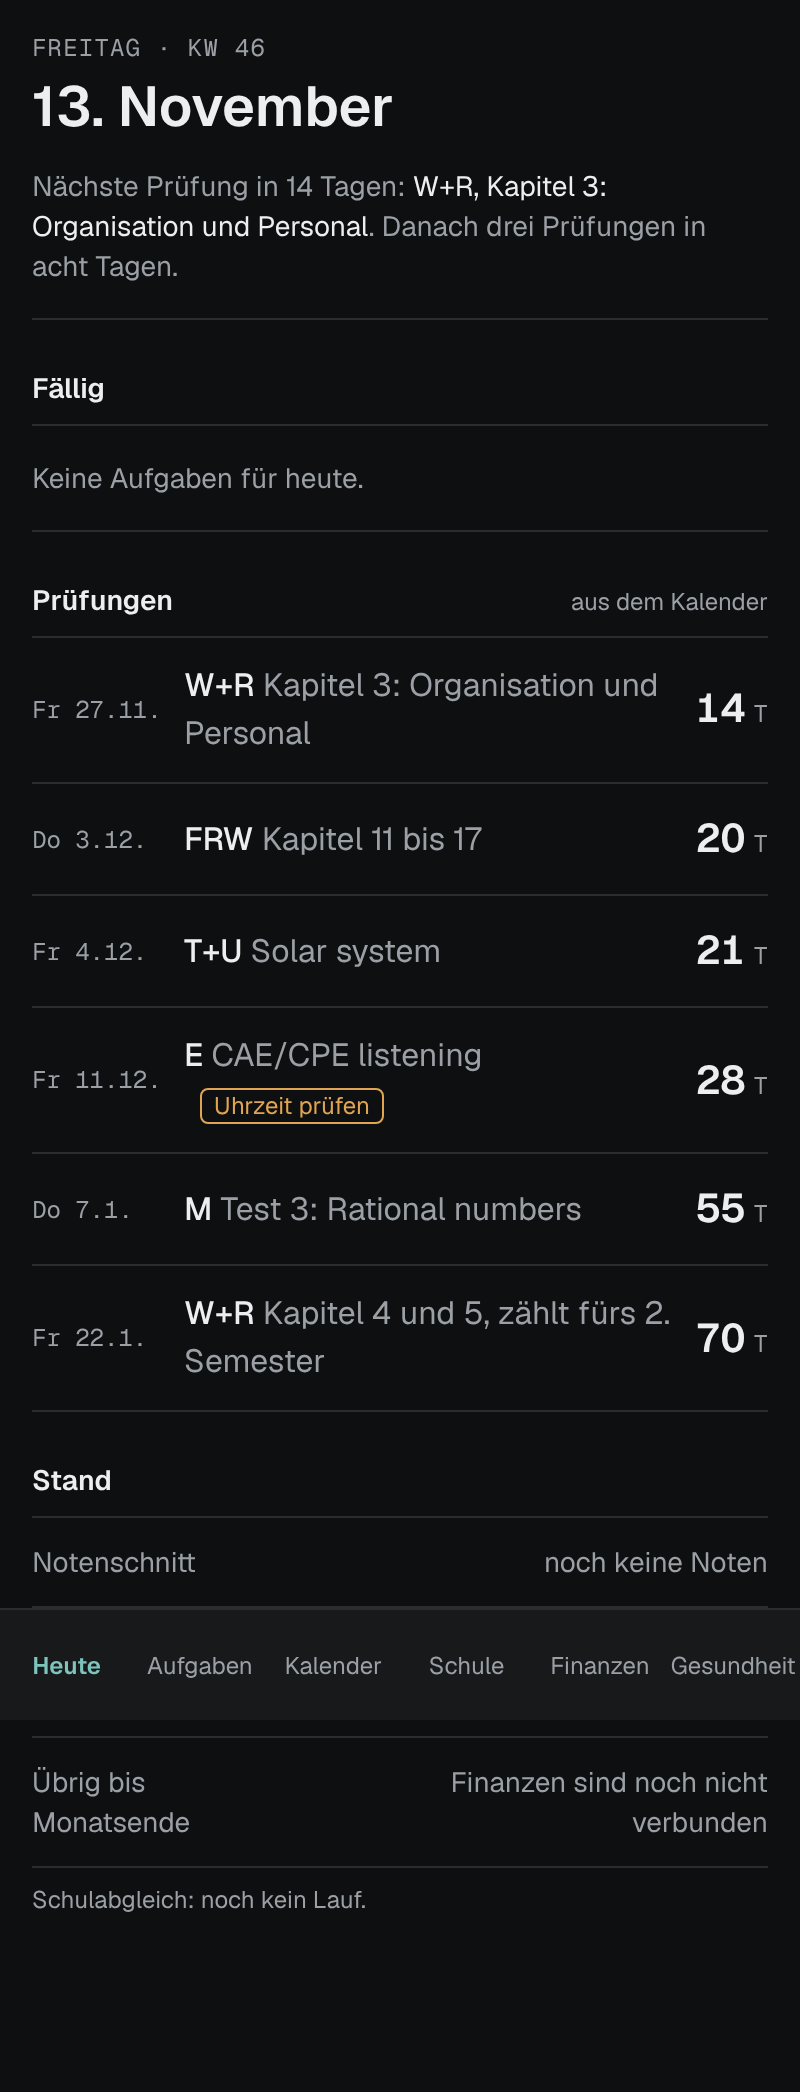 FREITAG · KW 46
13. November
Nächste Prüfung in 14 Tagen: W+R, Kapitel 3:
Organisation und Personal. Danach drei Prüfungen in
acht Tagen.
Fällig
Keine Aufgaben für heute.
Prüfungen aus dem Kalender
Fr 27.11. W+R Kapitel 3: Organisation und
Personal 14 T
Do 3.12. FRW Kapitel 11 bis 17 20 T
Fr 4.12. T+U Solar system 21 T
Fr 11.12. E CAE/CPE listening
Uhrzeit prüfen 28 T
Do 7.1. M Test 3: Rational numbers 55 T
Fr 22.1. W+R Kapitel 4 und 5, zählt fürs 2.
Semester 70 T
Stand
Notenschnitt noch keine Noten
Heute Aufgaben Kalender Schule Finanzen Gesundheit
Übrig bis Finanzen sind noch nicht
Monatsende verbunden
Schulabgleich: noch kein Lauf.